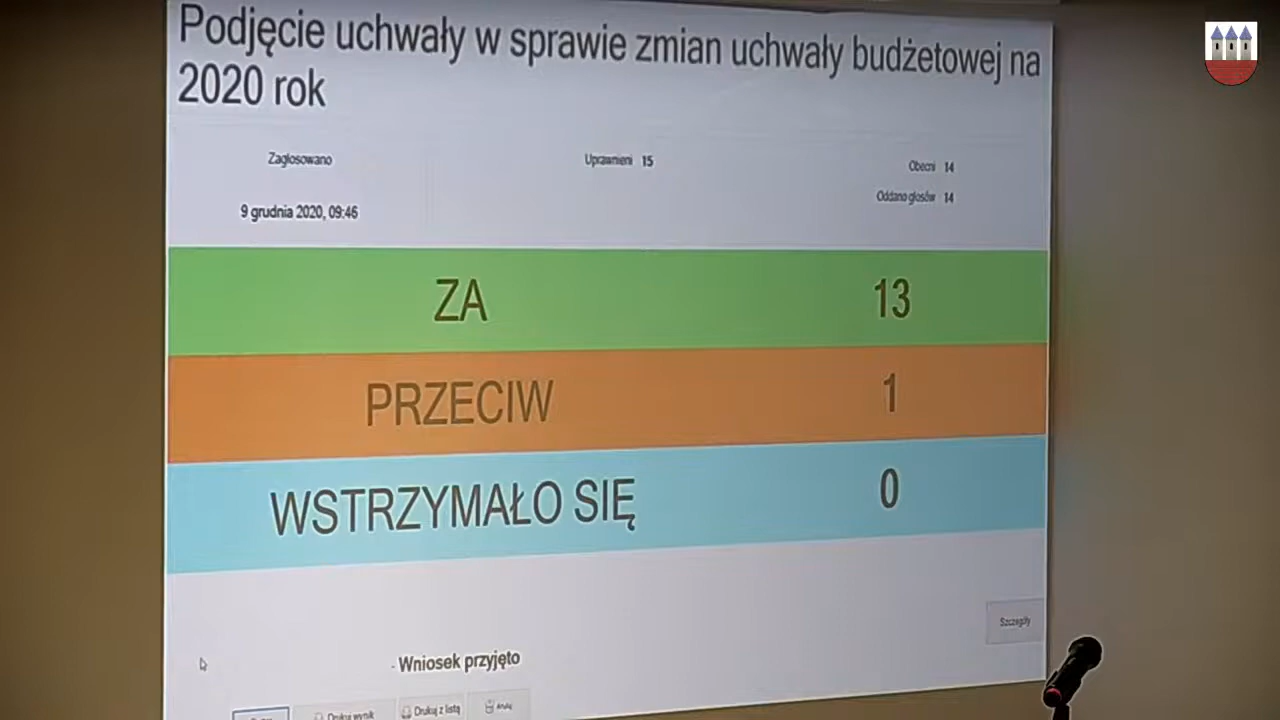 Podjęcie uchwały w sprawie zmian uchwały budżetowej na
2020 rok
Zagłosowano
Uprawnieni 15
Obecni 14
Oddano głosów 14
9 grudnia 2020, 09:46
ZA 13
PRZECIW 1
WSTRZYMAŁO SIĘ 0
Szczegóły
- Wniosek przyjęto
Drukuj wynik
Drukuj z listą
Anuluj